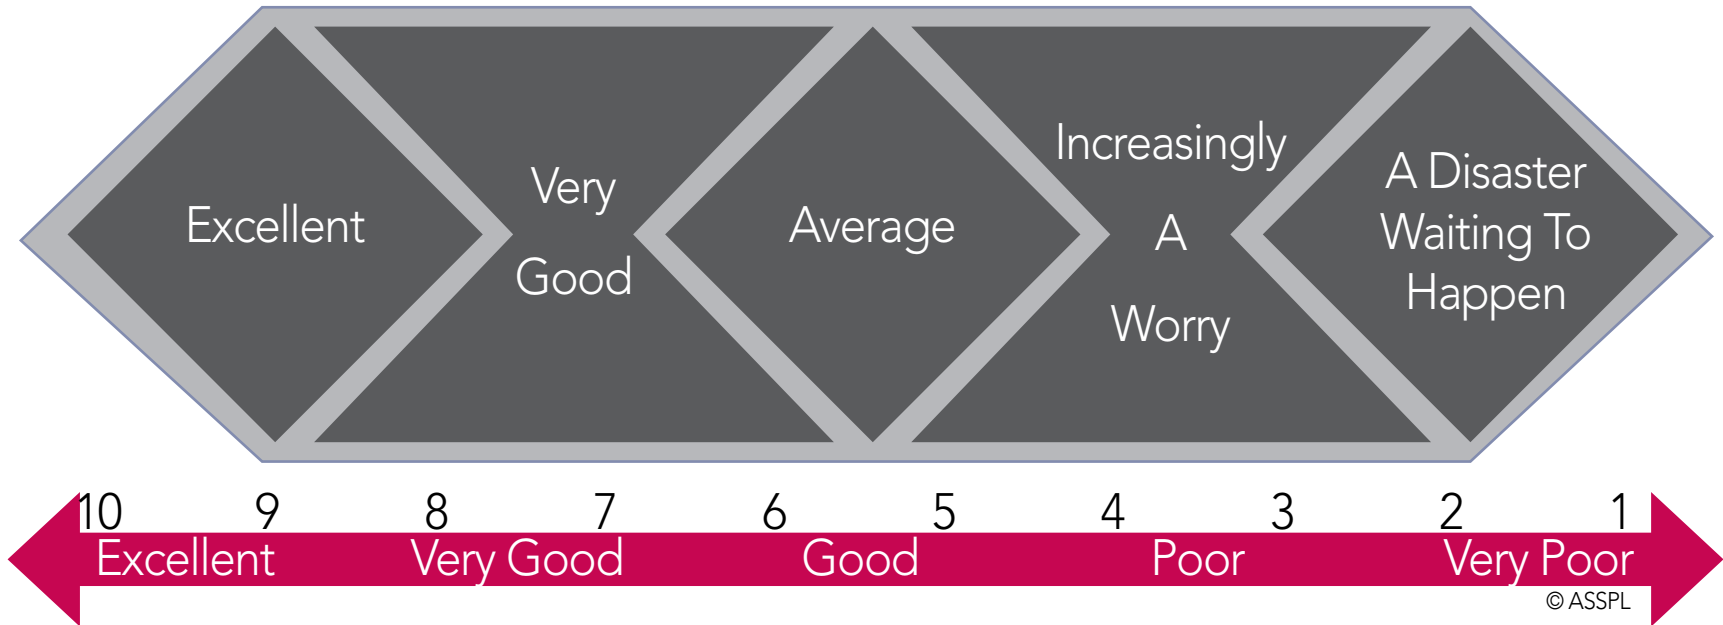 Excellent
Very
Good
Average
Increasingly
A
Worry
A Disaster
Waiting To
Happen
10 9 8 7 6 5 4 3 2 1
Excellent Very Good Good Poor Very Poor
© ASSPL